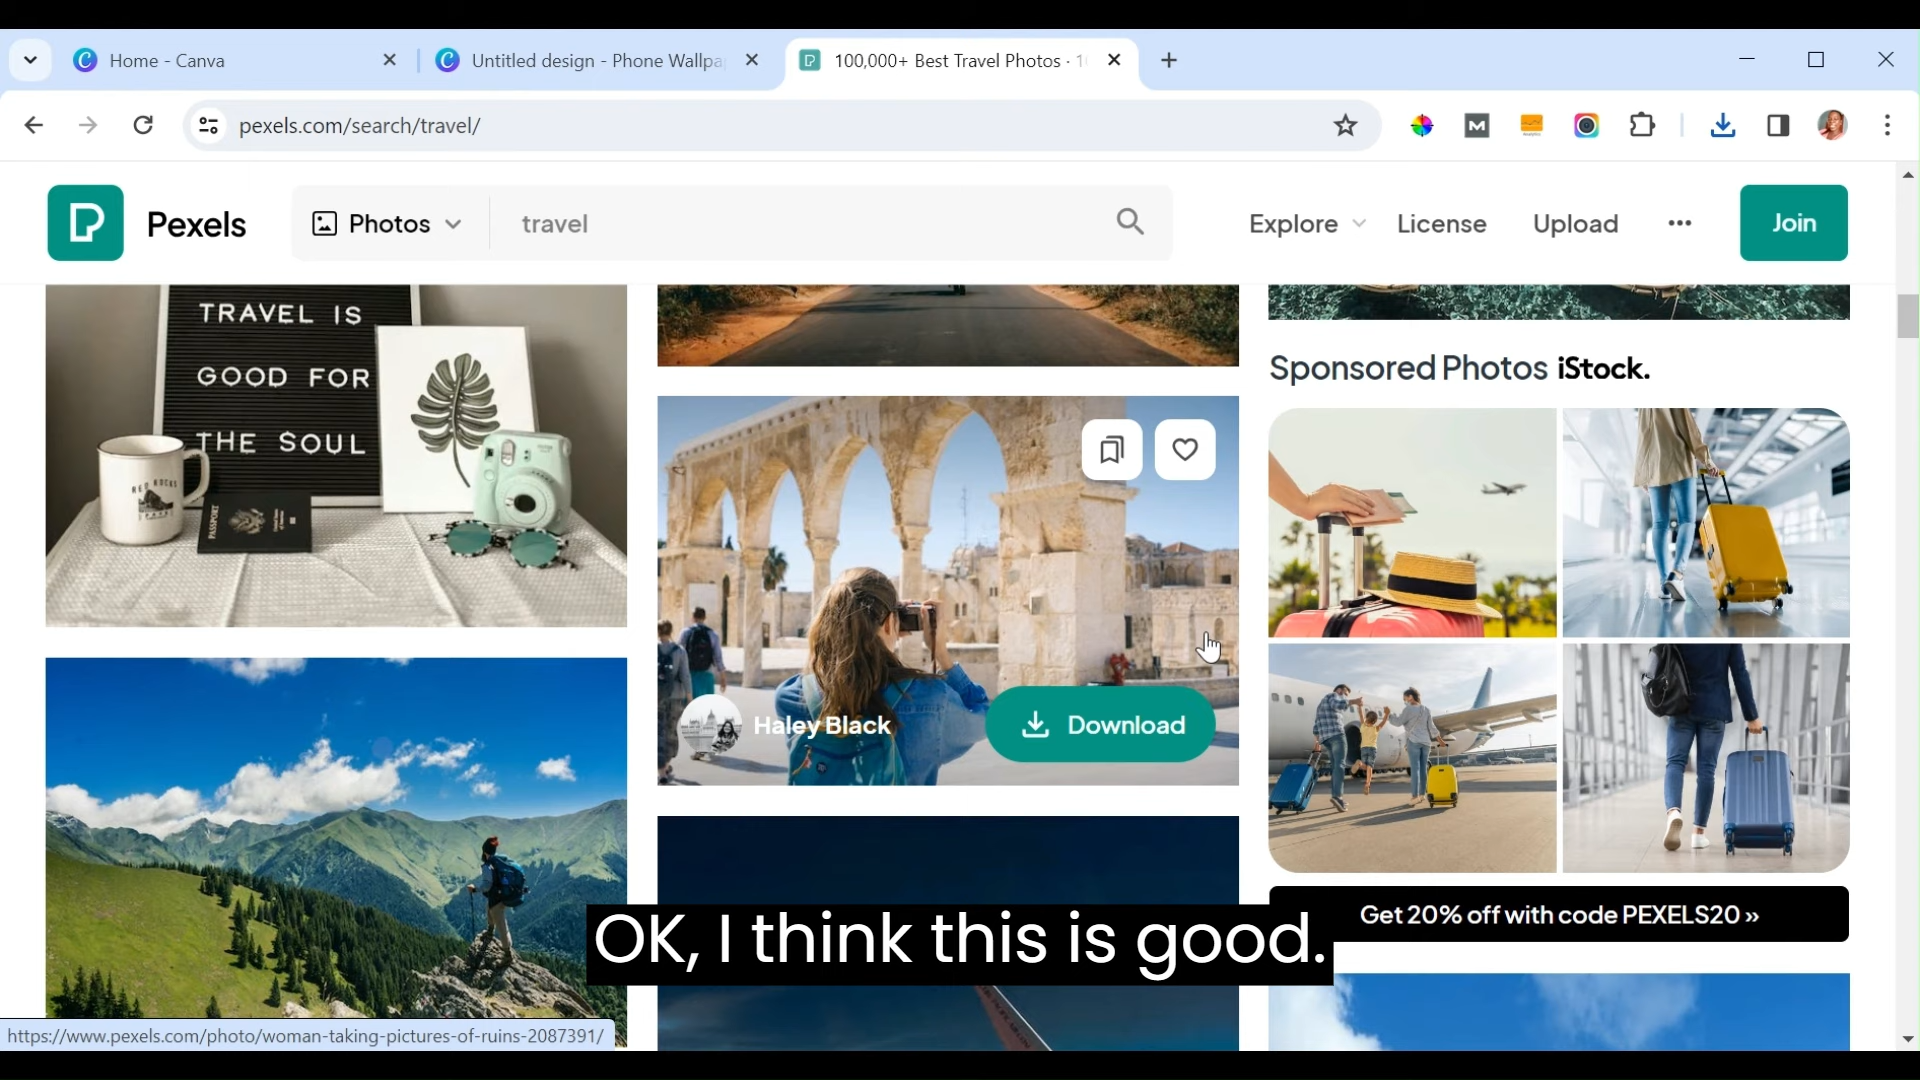 Home - Canva
Untitled design - Phone Wallpa
100,000+ Best Travel Photos · 1
pexels.com/search/travel/
M
Pexels
Photos
travel
Explore
License
Upload
Join
TRAVEL IS
GOOD FOR
THE SOUL
RED ROCKS
PASSPORT
Sponsored Photos iStock.
Haley Black
Download
Get 20% off with code PEXELS20 »
OK, I think this is good.
https://www.pexels.com/photo/woman-taking-pictures-of-ruins-2087391/